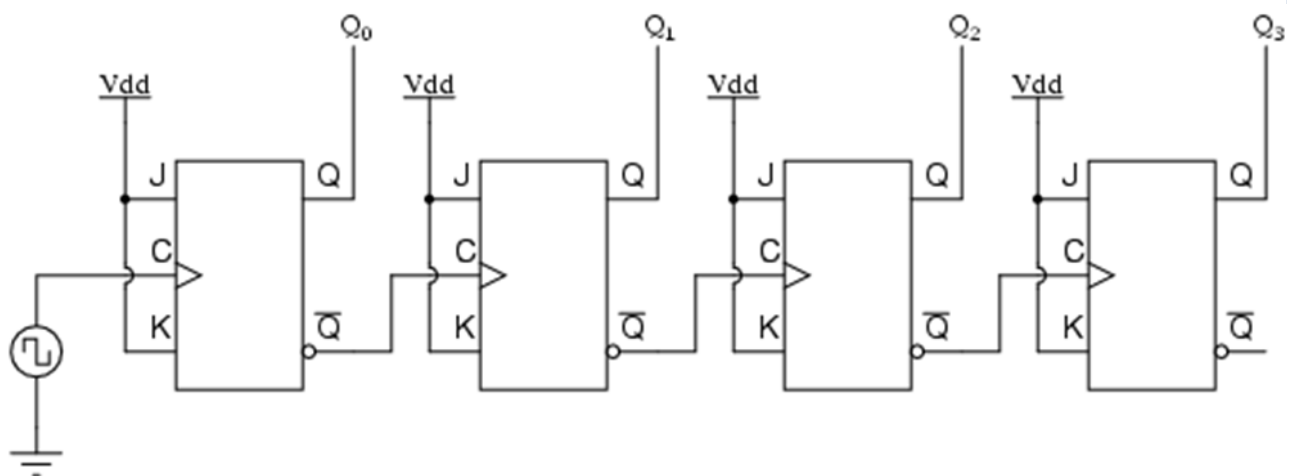 Q₀ Q₁ Q₂ Q₃
Vdd Vdd Vdd Vdd
J Q J Q J Q J Q
C C C C
K Q̅ K Q̅ K Q̅ K Q̅